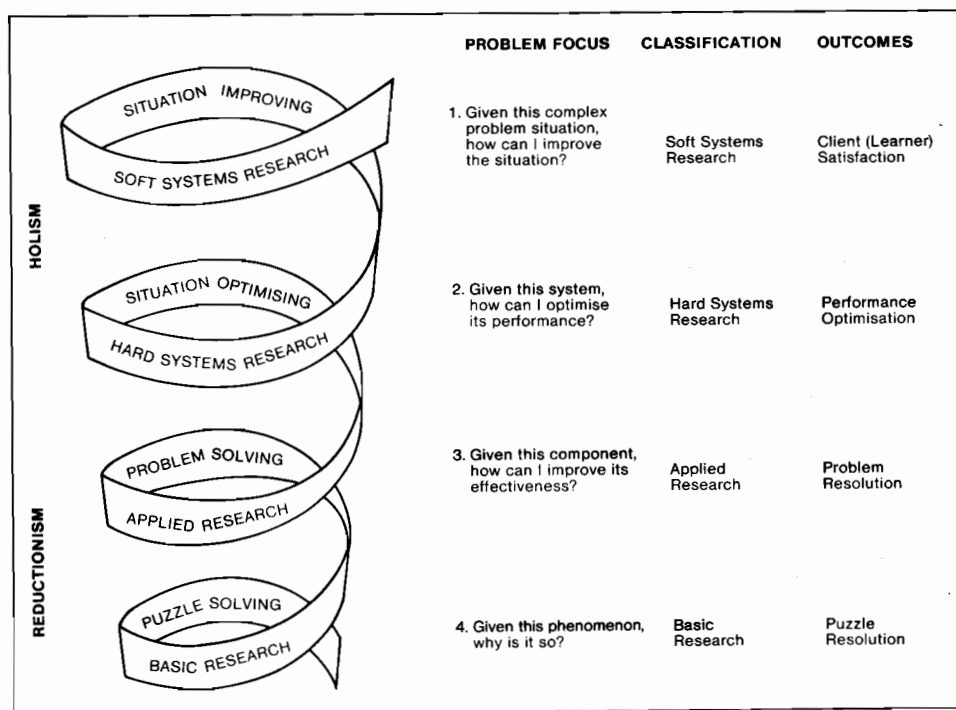 PROBLEM FOCUS CLASSIFICATION OUTCOMES
SITUATION IMPROVING
SOFT SYSTEMS RESEARCH
1. Given this complex
problem situation,
how can I improve
the situation?
Soft Systems
Research
Client (Learner)
Satisfaction
HOLISM
SITUATION OPTIMISING
HARD SYSTEMS RESEARCH
2. Given this system,
how can I optimise
its performance?
Hard Systems
Research
Performance
Optimisation
PROBLEM SOLVING
APPLIED RESEARCH
3. Given this component,
how can I improve its
effectiveness?
Applied
Research
Problem
Resolution
REDUCTIONISM
PUZZLE SOLVING
BASIC RESEARCH
4. Given this phenomenon,
why is it so?
Basic
Research
Puzzle
Resolution